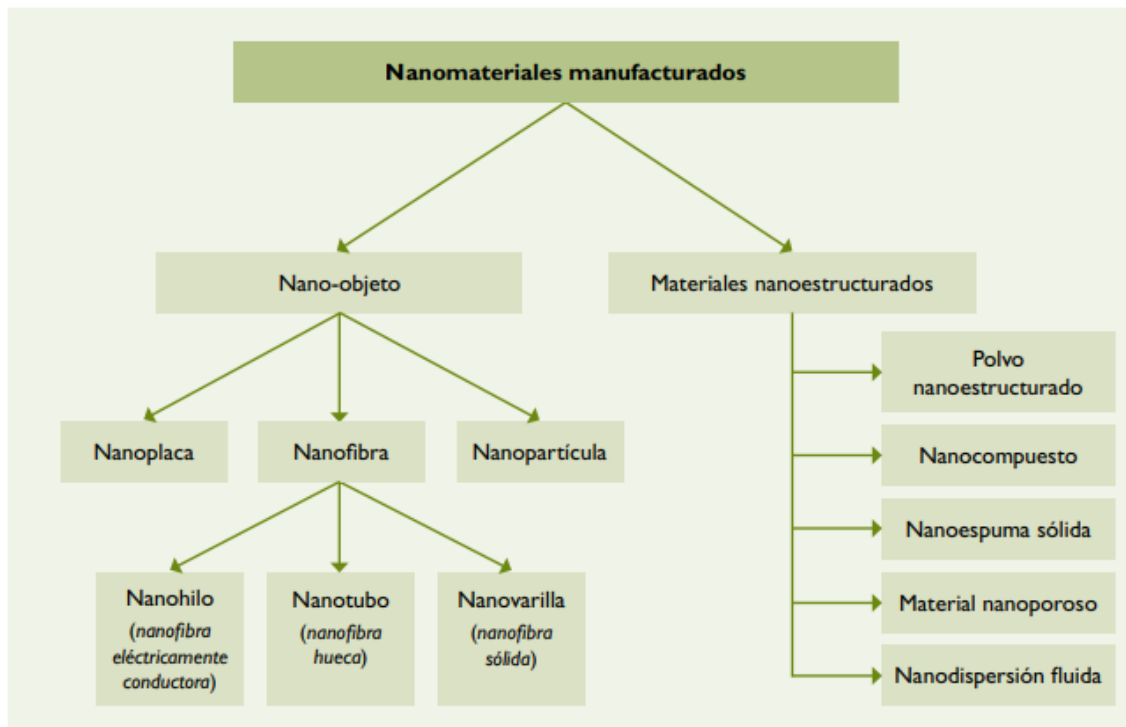 Nanomateriales manufacturados
Nano-objeto
Materiales nanoestructurados
Polvo
nanoestructurado
Nanoplaca
Nanofibra
Nanopartícula
Nanocompuesto
Nanoespuma sólida
Nanohilo
(nanofibra
eléctricamente
conductora)
Nanotubo
(nanofibra
hueca)
Nanovarilla
(nanofibra
sólida)
Material nanoporoso
Nanodispersión fluida